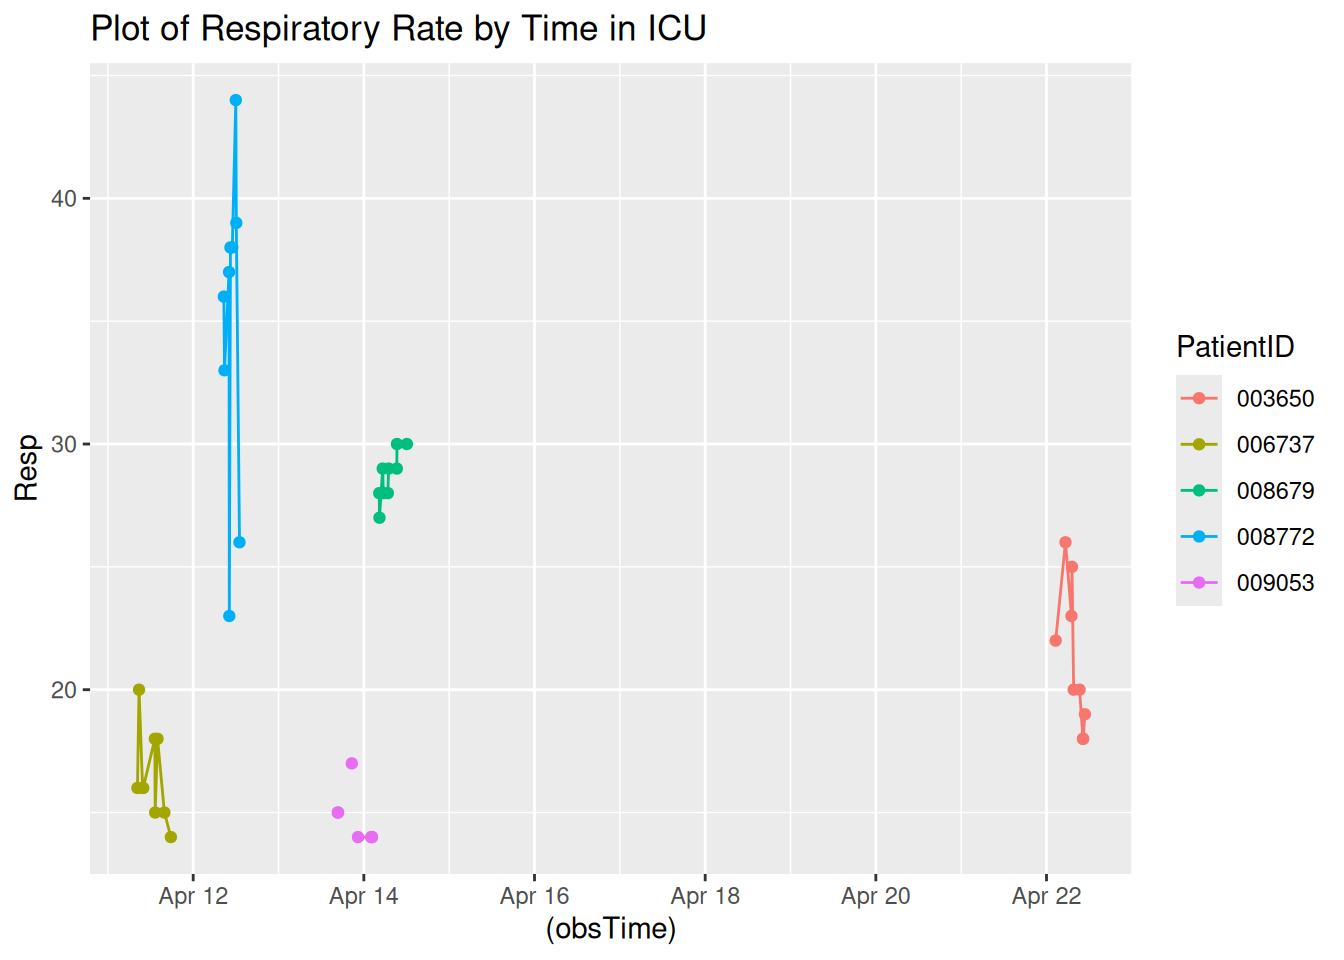 Plot of Respiratory Rate by Time in ICU
40
30
20
Resp
Apr 12 Apr 14 Apr 16 Apr 18 Apr 20 Apr 22
(obsTime)
PatientID
003650
006737
008679
008772
009053